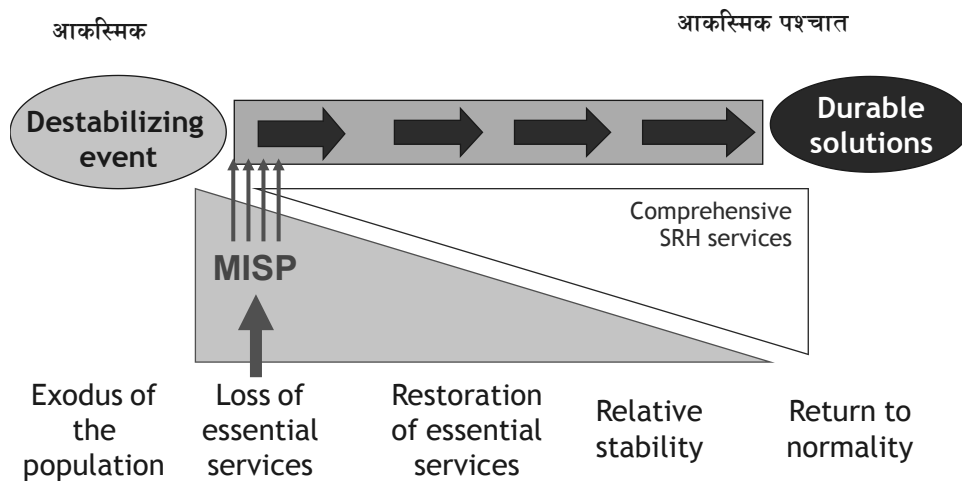 आकस्मिक
आकस्मिक पश्चात
Destabilizing
event
Durable
solutions
Comprehensive
SRH services
MISP
Exodus of
the
population
Loss of
essential
services
Restoration
of essential
services
Relative
stability
Return to
normality